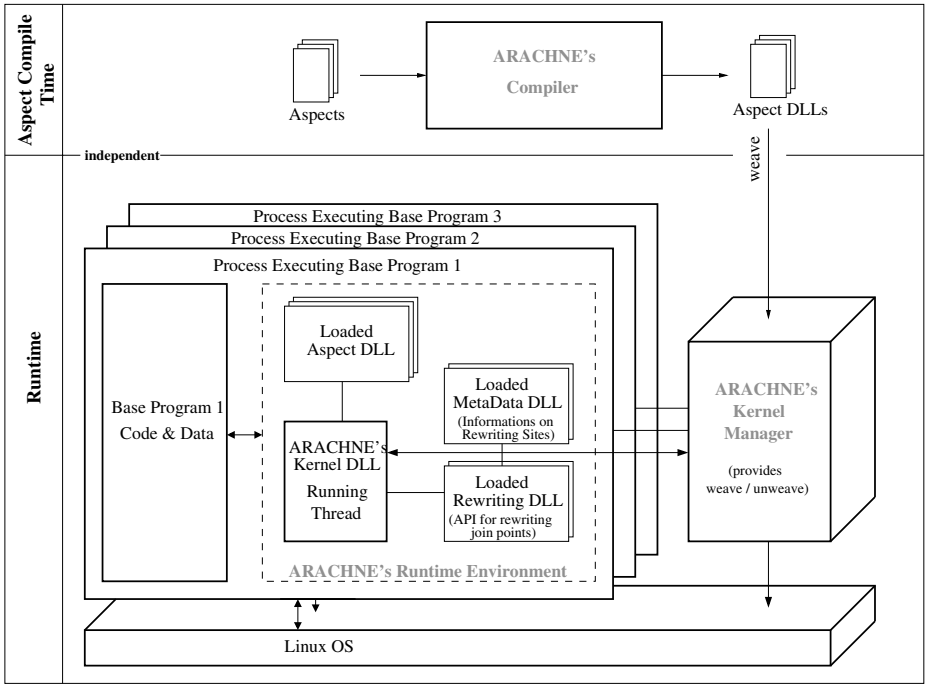 Aspect Compile
Time
Aspects
ARACHNE's
Compiler
Aspect DLLs
independent
weave
Runtime
Process Executing Base Program 3
Process Executing Base Program 2
Process Executing Base Program 1
Base Program 1
Code & Data
Loaded
Aspect DLL
Loaded
MetaData DLL
(Informations on
Rewriting Sites)
ARACHNE's
Kernel DLL
Running
Thread
Loaded
Rewriting DLL
(API for rewriting
join points)
ARACHNE's Runtime Environment
ARACHNE's
Kernel
Manager
(provides
weave / unweave)
Linux OS